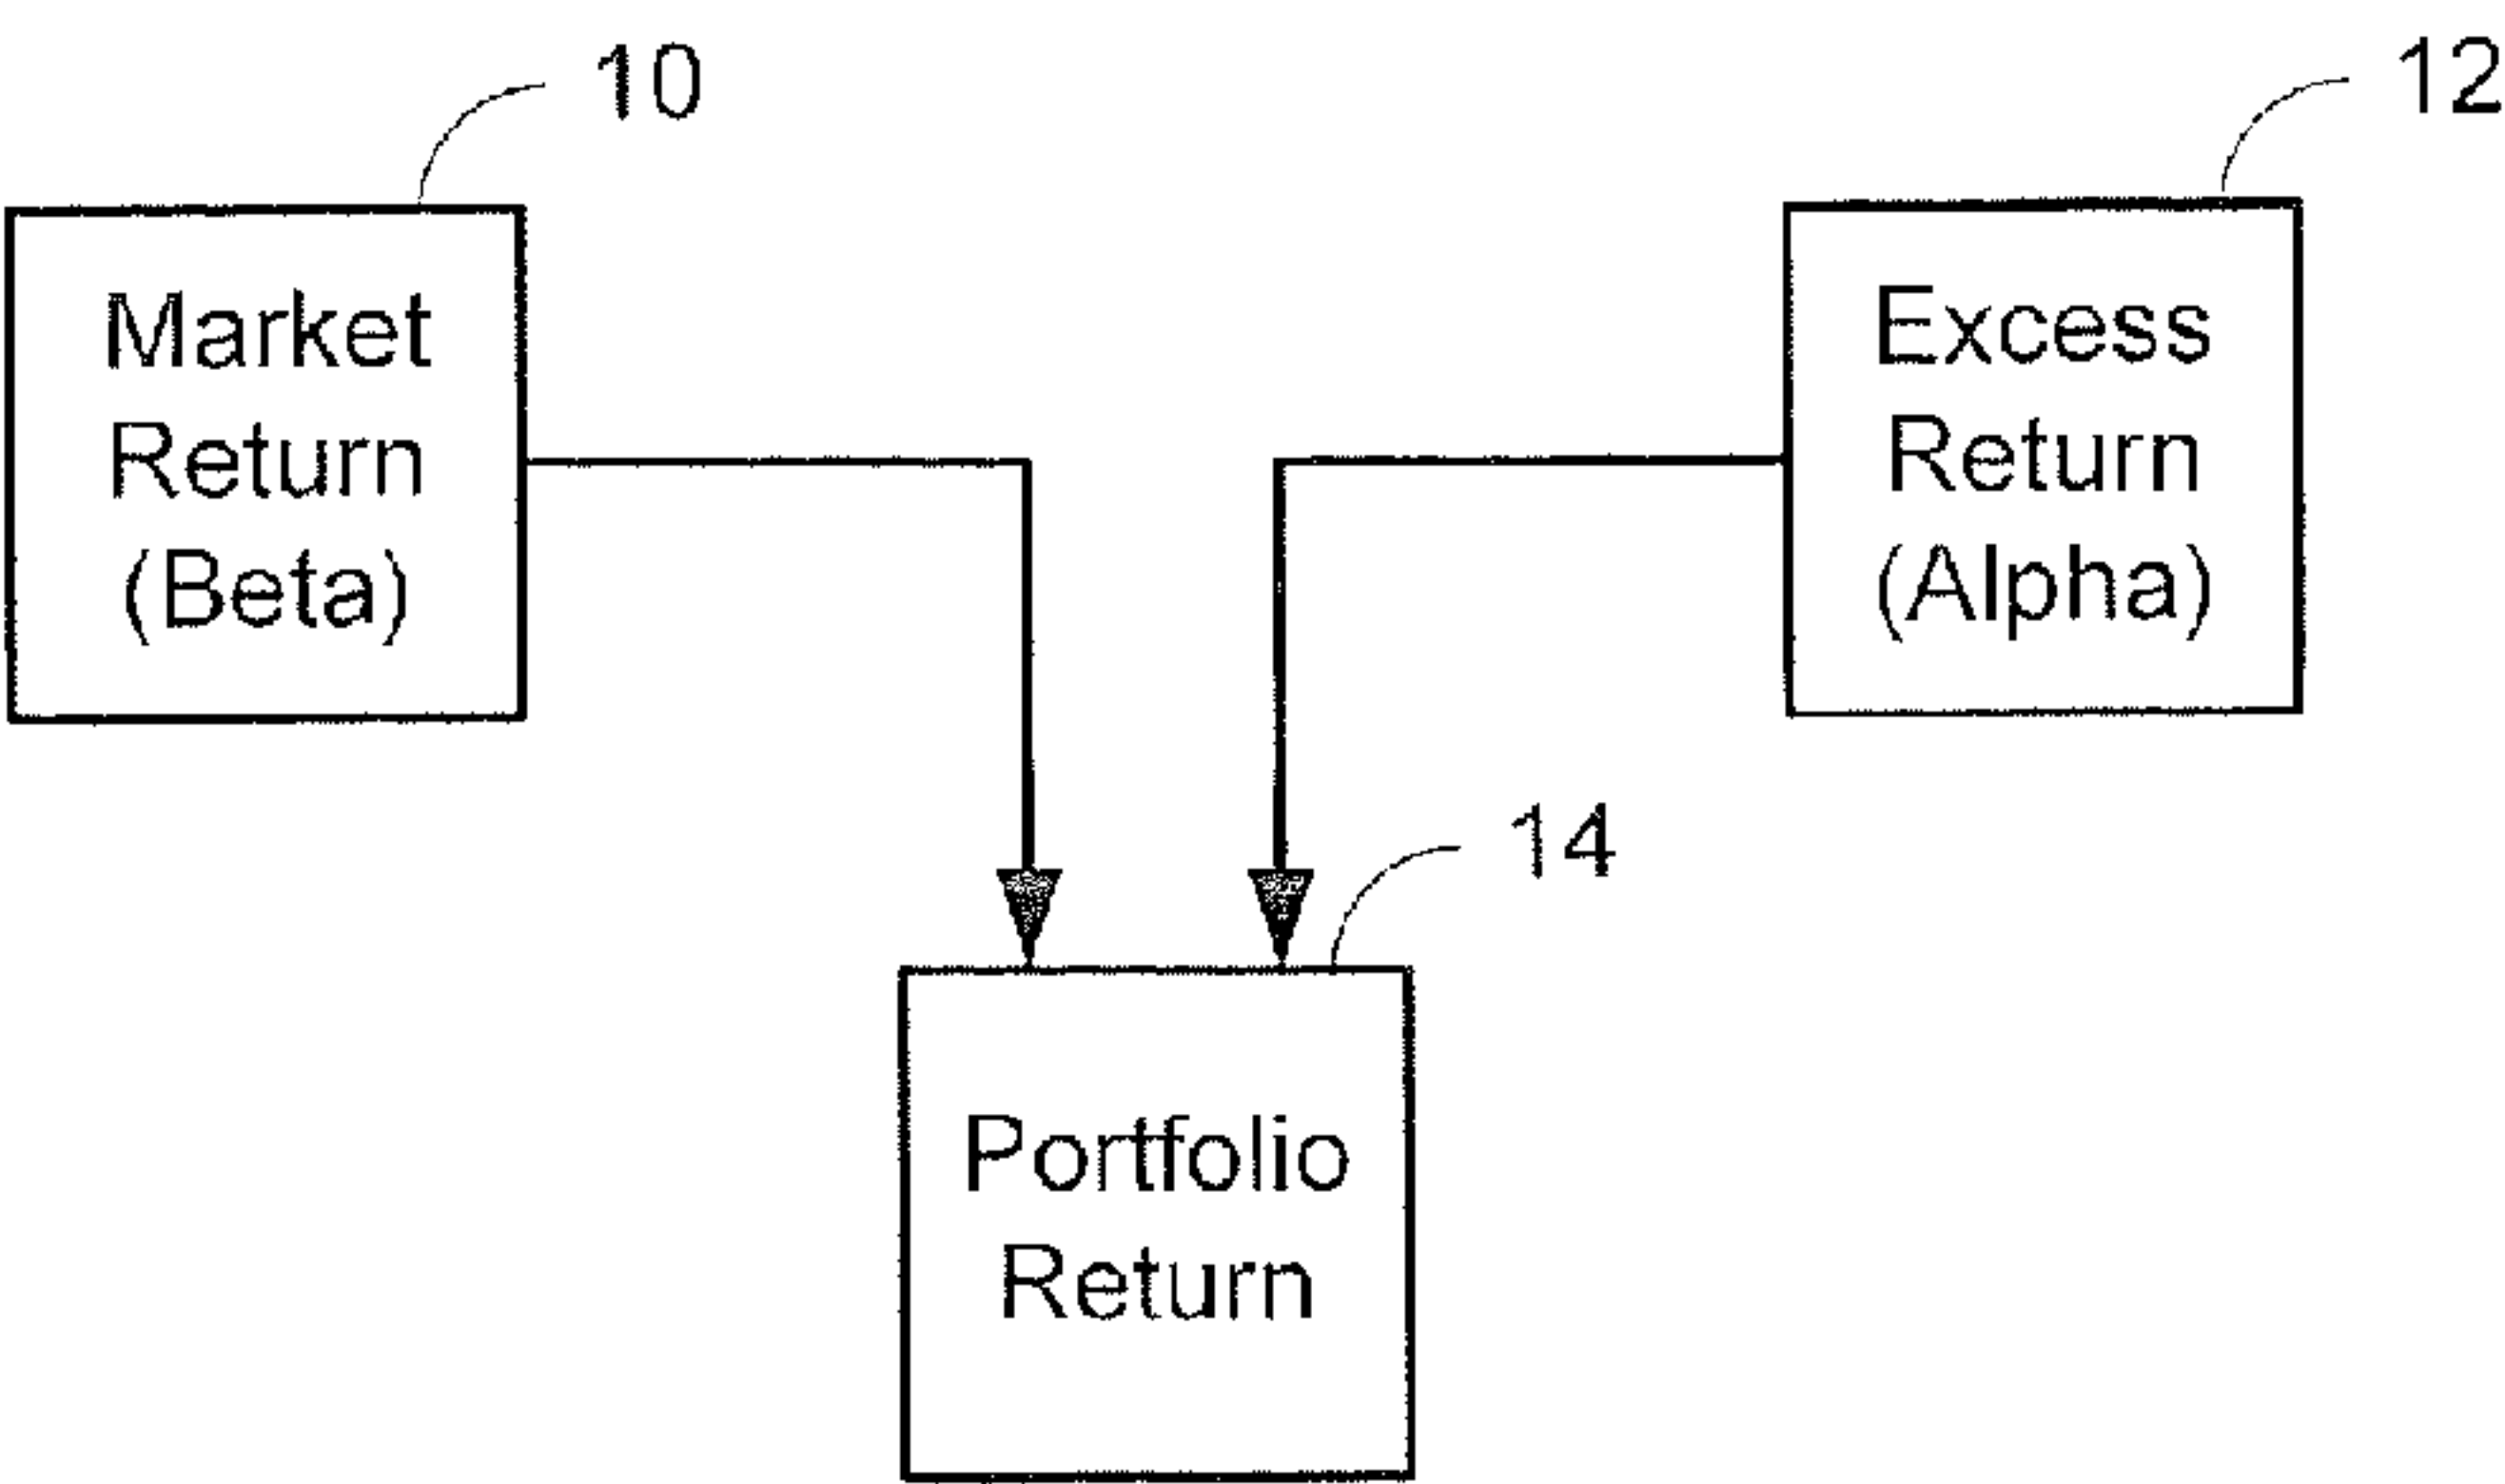 10
Market
Return
(Beta)
12
Excess
Return
(Alpha)
14
Portfolio
Return